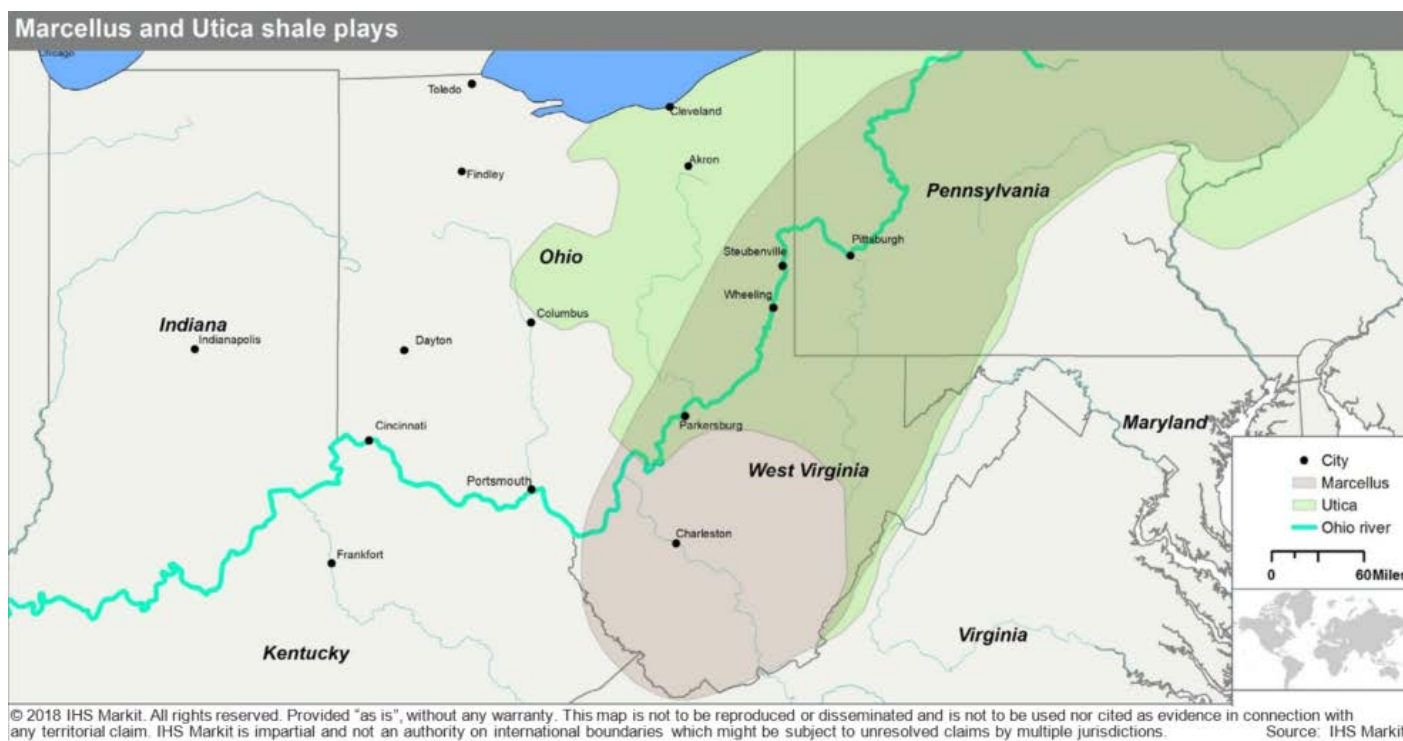 Marcellus and Utica shale plays
Chicago
Toledo
Cleveland
Akron
Findley
Pennsylvania
Ohio
Pittsburgh
Steubenville
Wheeling
Columbus
Indiana
Indianapolis
Dayton
Parkersburg
Maryland
Cincinnati
West Virginia
Portsmouth
Charleston
Frankfort
Virginia
Kentucky
City
Marcellus
Utica
Ohio river
0 60Miles
© 2018 IHS Markit. All rights reserved. Provided “as is”, without any warranty. This map is not to be reproduced or disseminated and is not to be used nor cited as evidence in connection with
any territorial claim. IHS Markit is impartial and not an authority on international boundaries which might be subject to unresolved claims by multiple jurisdictions. Source: IHS Markit